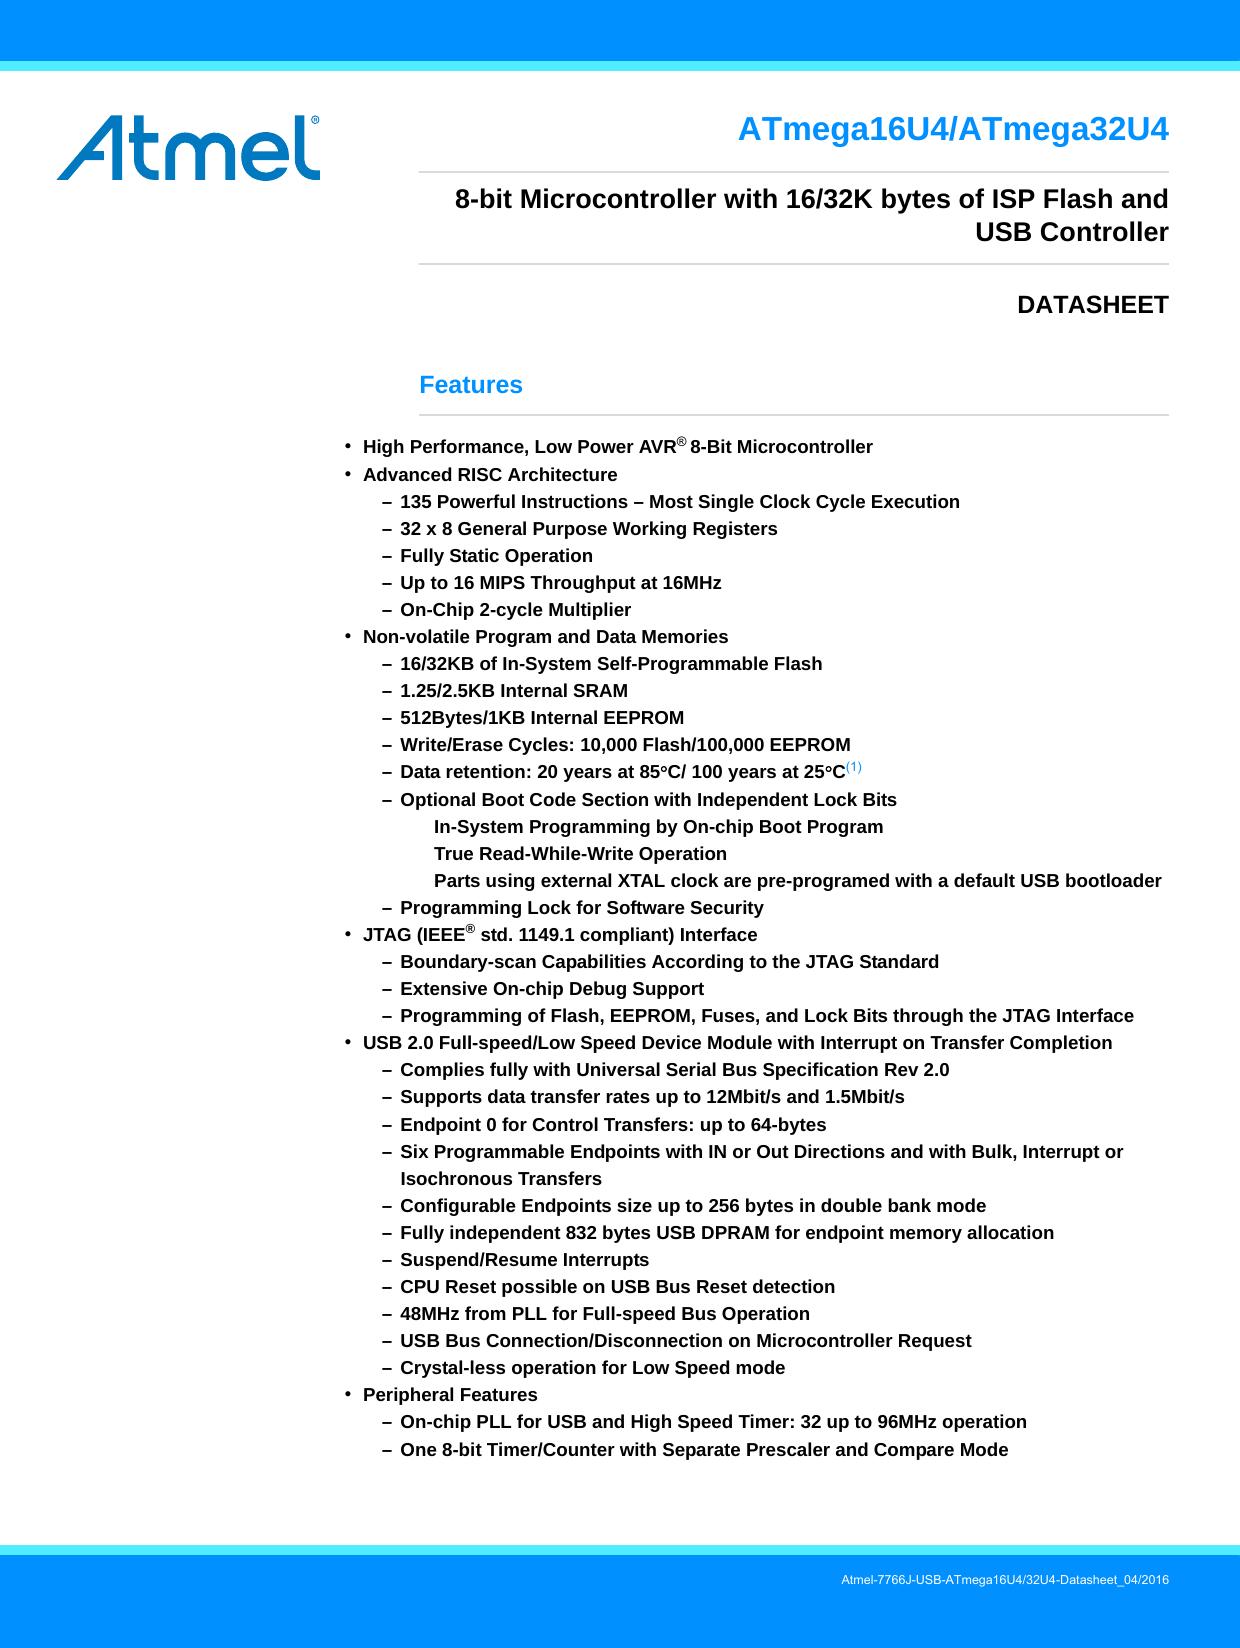 Atmel®
ATmega16U4/ATmega32U4
8-bit Microcontroller with 16/32K bytes of ISP Flash and
USB Controller
DATASHEET
Features
• High Performance, Low Power AVR® 8-Bit Microcontroller
• Advanced RISC Architecture
– 135 Powerful Instructions – Most Single Clock Cycle Execution
– 32 x 8 General Purpose Working Registers
– Fully Static Operation
– Up to 16 MIPS Throughput at 16MHz
– On-Chip 2-cycle Multiplier
• Non-volatile Program and Data Memories
– 16/32KB of In-System Self-Programmable Flash
– 1.25/2.5KB Internal SRAM
– 512Bytes/1KB Internal EEPROM
– Write/Erase Cycles: 10,000 Flash/100,000 EEPROM
– Data retention: 20 years at 85°C/ 100 years at 25°C(1)
– Optional Boot Code Section with Independent Lock Bits
In-System Programming by On-chip Boot Program
True Read-While-Write Operation
Parts using external XTAL clock are pre-programed with a default USB bootloader
– Programming Lock for Software Security
• JTAG (IEEE® std. 1149.1 compliant) Interface
– Boundary-scan Capabilities According to the JTAG Standard
– Extensive On-chip Debug Support
– Programming of Flash, EEPROM, Fuses, and Lock Bits through the JTAG Interface
• USB 2.0 Full-speed/Low Speed Device Module with Interrupt on Transfer Completion
– Complies fully with Universal Serial Bus Specification Rev 2.0
– Supports data transfer rates up to 12Mbit/s and 1.5Mbit/s
– Endpoint 0 for Control Transfers: up to 64-bytes
– Six Programmable Endpoints with IN or Out Directions and with Bulk, Interrupt or
Isochronous Transfers
– Configurable Endpoints size up to 256 bytes in double bank mode
– Fully independent 832 bytes USB DPRAM for endpoint memory allocation
– Suspend/Resume Interrupts
– CPU Reset possible on USB Bus Reset detection
– 48MHz from PLL for Full-speed Bus Operation
– USB Bus Connection/Disconnection on Microcontroller Request
– Crystal-less operation for Low Speed mode
• Peripheral Features
– On-chip PLL for USB and High Speed Timer: 32 up to 96MHz operation
– One 8-bit Timer/Counter with Separate Prescaler and Compare Mode
Atmel-7766J-USB-ATmega16U4/32U4-Datasheet_04/2016